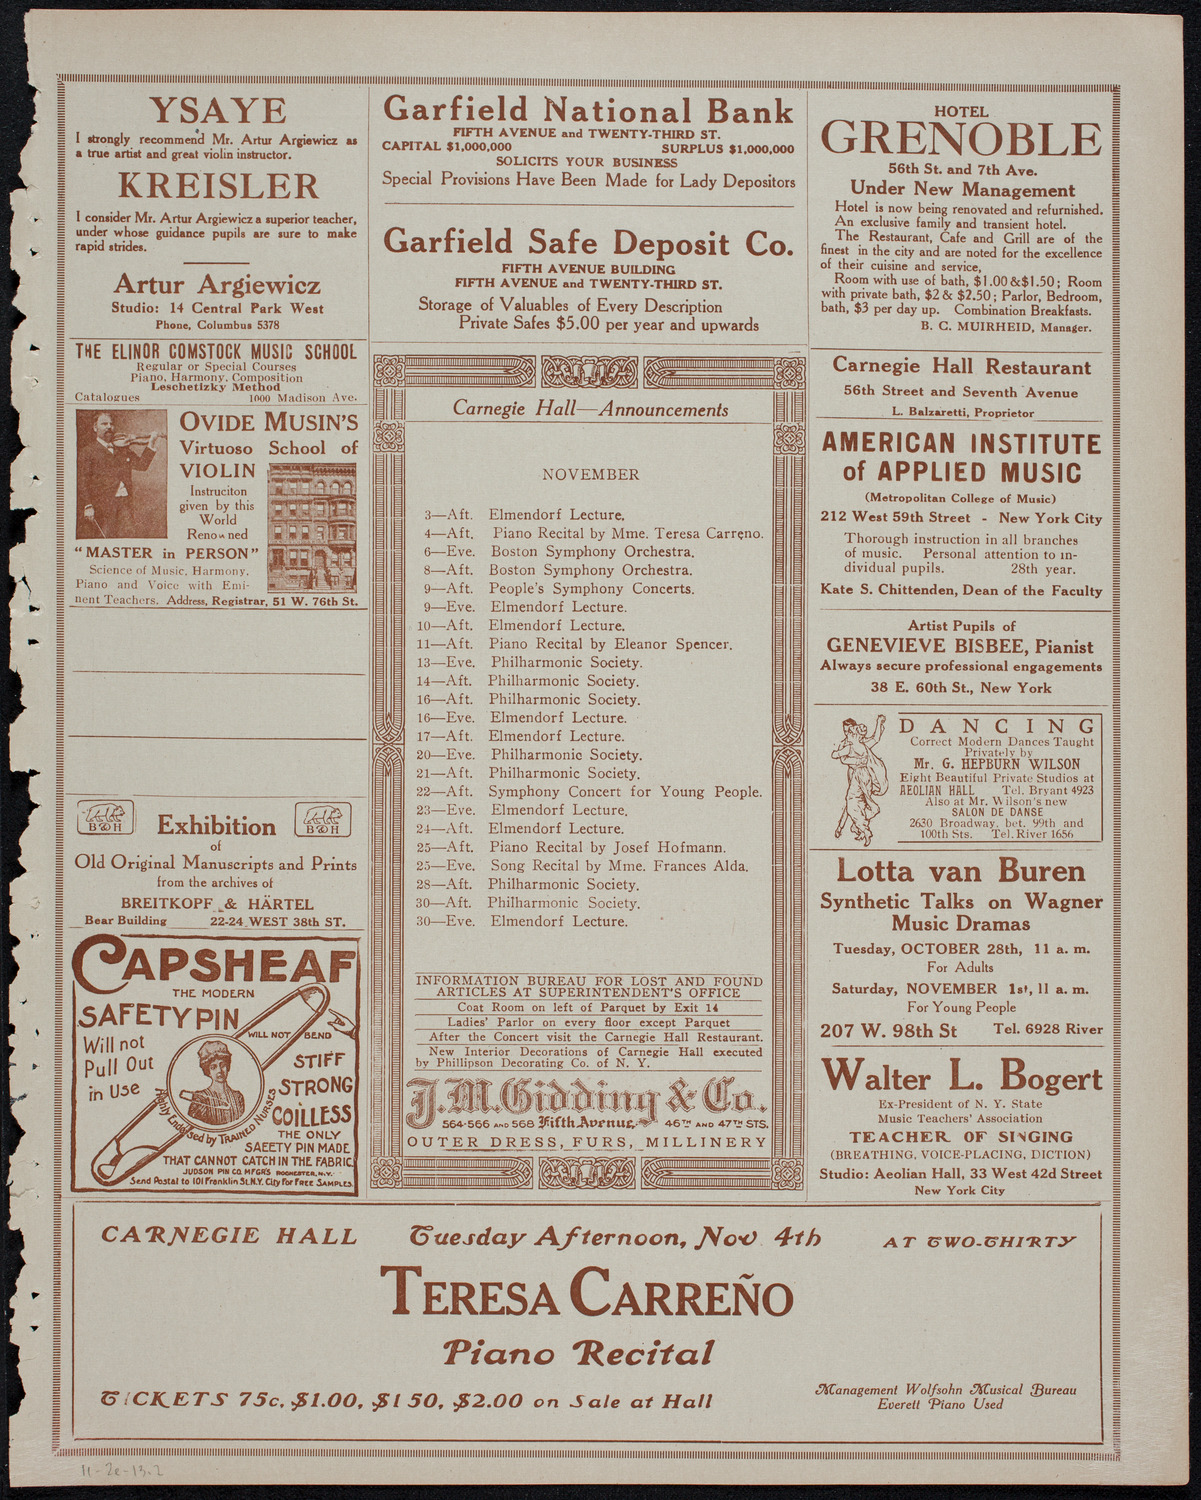 YSAYE
I strongly recommend Mr. Artur Argiewicz as
a true artist and great violin instructor.
KREISLER
I consider Mr. Artur Argiewicz a superior teacher,
under whose guidance pupils are sure to make
rapid strides.
Artur Argiewicz
Studio: 14 Central Park West
Phone, Columbus 5378
THE ELINOR COMSTOCK MUSIC SCHOOL
Regular or Special Courses
Piano, Harmony, Composition
Leschetizky Method
Catalogues 1000 Madison Ave.
OVIDE MUSIN'S
Virtuoso School of
VIOLIN
Instruciton
given by this
World
Renowned
"MASTER in PERSON"
Science of Music, Harmony,
Piano and Voice with Emi-
nent Teachers. Address, Registrar, 51 W. 76th St.
B & H
B & H
Exhibition
of
Old Original Manuscripts and Prints
from the archives of
BREITKOPF & HÄRTEL
Bear Building 22-24 WEST 38th ST.
CAPSHEAF
THE MODERN
SAFETY PIN
WILL NOT BEND
Will not
Pull Out
in Use
STIFF
STRONG
COILLESS
Highly Endorsed by TRAINED NURSES
THE ONLY
SAFETY PIN MADE
THAT CANNOT CATCH IN THE FABRIC
JUDSON PIN CO. MFGRS ROCHESTER, N.Y.
Send Postal to 101 Franklin St. N.Y. City for FREE SAMPLES.
Garfield National Bank
FIFTH AVENUE and TWENTY-THIRD ST.
CAPITAL $1,000,000 SURPLUS $1,000,000
SOLICITS YOUR BUSINESS
Special Provisions Have Been Made for Lady Depositors
Garfield Safe Deposit Co.
FIFTH AVENUE BUILDING
FIFTH AVENUE and TWENTY-THIRD ST.
Storage of Valuables of Every Description
Private Safes $5.00 per year and upwards
Carnegie Hall—Announcements
NOVEMBER
3—Aft. Elmendorf Lecture.
4—Aft. Piano Recital by Mme. Teresa Carreno.
6—Eve. Boston Symphony Orchestra.
8—Aft. Boston Symphony Orchestra.
9—Aft. People's Symphony Concerts.
9—Eve. Elmendorf Lecture.
10—Aft. Elmendorf Lecture.
11—Aft. Piano Recital by Eleanor Spencer.
13—Eve. Philharmonic Society.
14—Aft. Philharmonic Society.
16—Aft. Philharmonic Society.
16—Eve. Elmendorf Lecture.
17—Aft. Elmendorf Lecture.
20—Eve. Philharmonic Society.
21—Aft. Philharmonic Society.
22—Aft. Symphony Concert for Young People.
23—Eve. Elmendorf Lecture.
24—Aft. Elmendorf Lecture.
25—Aft. Piano Recital by Josef Hofmann.
25—Eve. Song Recital by Mme. Frances Alda.
28—Aft. Philharmonic Society.
30—Aft. Philharmonic Society.
30—Eve. Elmendorf Lecture.
INFORMATION BUREAU FOR LOST AND FOUND
ARTICLES AT SUPERINTENDENT'S OFFICE
Coat Room on left of Parquet by Exit 14
Ladies' Parlor on every floor except Parquet
After the Concert visit the Carnegie Hall Restaurant.
New Interior Decorations of Carnegie Hall executed
by Phillipson Decorating Co. of N. Y.
J. M. Gidding & Co.
564-566 AND 568 Fifth Avenue 46TH AND 47TH STS.
OUTER DRESS, FURS, MILLINERY
HOTEL
GRENOBLE
56th St. and 7th Ave.
Under New Management
Hotel is now being renovated and refurnished.
An exclusive family and transient hotel.
The Restaurant, Cafe and Grill are of the
finest in the city and are noted for the excellence
of their cuisine and service,
Room with use of bath, $1.00 & $1.50; Room
with private bath, $2 & $2.50; Parlor, Bedroom,
bath, $3 per day up. Combination Breakfasts.
B. C. MUIRHEID, Manager.
Carnegie Hall Restaurant
56th Street and Seventh Avenue
L. Balzaretti, Proprietor
AMERICAN INSTITUTE
of APPLIED MUSIC
(Metropolitan College of Music)
212 West 59th Street - New York City
Thorough instruction in all branches
of music. Personal attention to in-
dividual pupils. 28th year.
Kate S. Chittenden, Dean of the Faculty
Artist Pupils of
GENEVIEVE BISBEE, Pianist
Always secure professional engagements
38 E. 60th St., New York
DANCING
Correct Modern Dances Taught
Privately by
Mr. G. HEPBURN WILSON
Eight Beautiful Private Studios at
AEOLIAN HALL Tel. Bryant 4923
Also at Mr. Wilson's new
SALON DE DANSE
2630 Broadway, bet. 99th and
100th Sts. Tel. River 1656
Lotta van Buren
Synthetic Talks on Wagner
Music Dramas
Tuesday, OCTOBER 28th, 11 a. m.
For Adults
Saturday, NOVEMBER 1st, 11 a. m.
For Young People
207 W. 98th St Tel. 6928 River
Walter L. Bogert
Ex-President of N. Y. State
Music Teachers' Association
TEACHER OF SINGING
(BREATHING, VOICE-PLACING, DICTION)
Studio: Aeolian Hall, 33 West 42d Street
New York City
CARNEGIE HALL Tuesday Afternoon, Nov 4th AT TWO-THIRTY
TERESA CARREÑO
Piano Recital
TICKETS 75c, $1.00, $1 50, $2.00 on Sale at Hall
Management Wolfsohn Musical Bureau
Everett Piano Used
11-2e-13.2